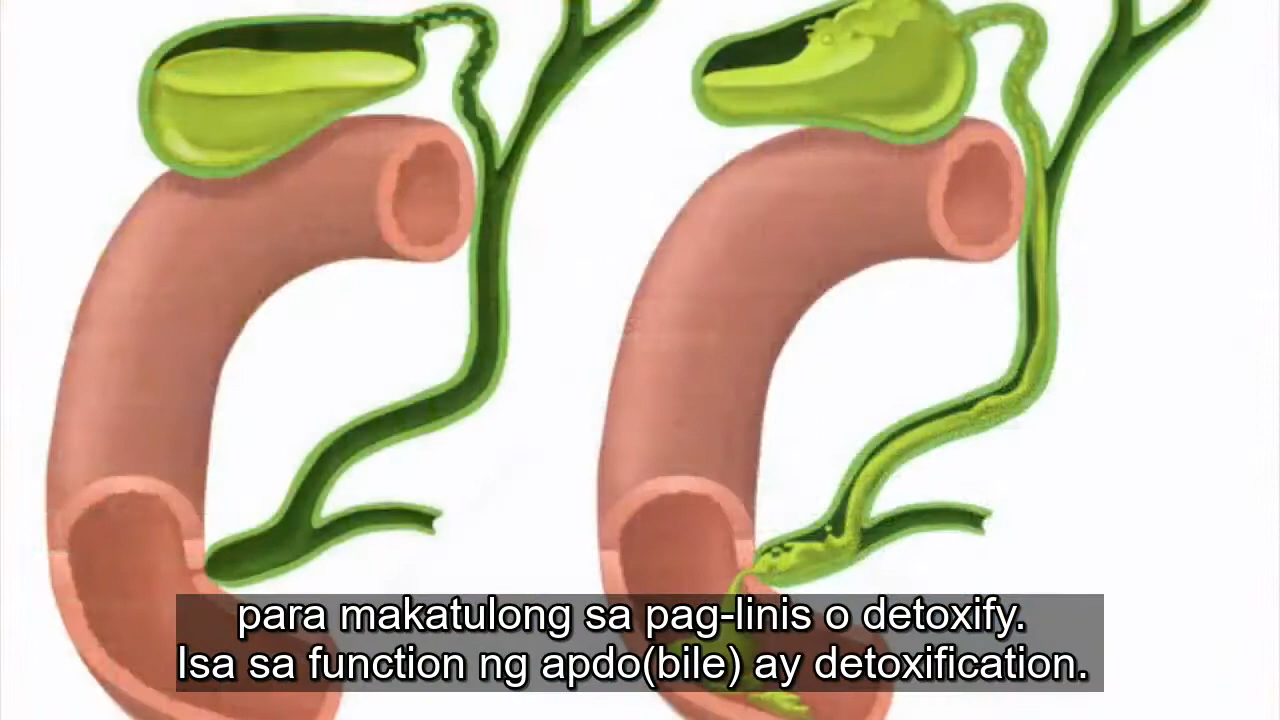 para makatulong sa pag-linis o detoxify.
Isa sa function ng apdo(bile) ay detoxification.